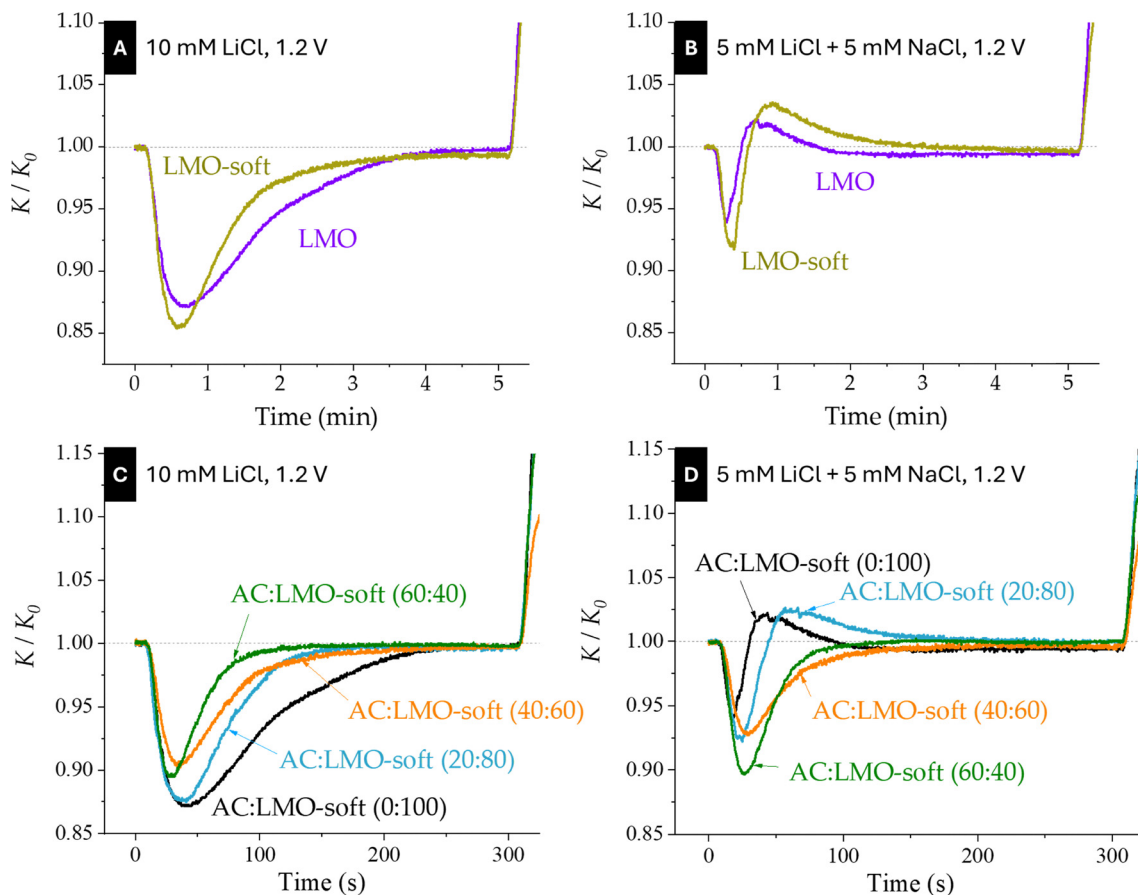 A 10 mM LiCl, 1.2 V
1.10
1.05
1.00
0.95
0.90
0.85
K / K0
LMO-soft
LMO
0 1 2 3 4 5
Time (min)
B 5 mM LiCl + 5 mM NaCl, 1.2 V
1.10
1.05
1.00
0.95
0.90
0.85
K / K0
LMO
LMO-soft
0 1 2 3 4 5
Time (min)
C 10 mM LiCl, 1.2 V
1.15
1.10
1.05
1.00
0.95
0.90
0.85
K / K0
AC:LMO-soft (60:40)
AC:LMO-soft (40:60)
AC:LMO-soft (20:80)
AC:LMO-soft (0:100)
0 100 200 300
Time (s)
D 5 mM LiCl + 5 mM NaCl, 1.2 V
1.15
1.10
1.05
1.00
0.95
0.90
0.85
K / K0
AC:LMO-soft (0:100)
AC:LMO-soft (20:80)
AC:LMO-soft (40:60)
AC:LMO-soft (60:40)
0 100 200 300
Time (s)